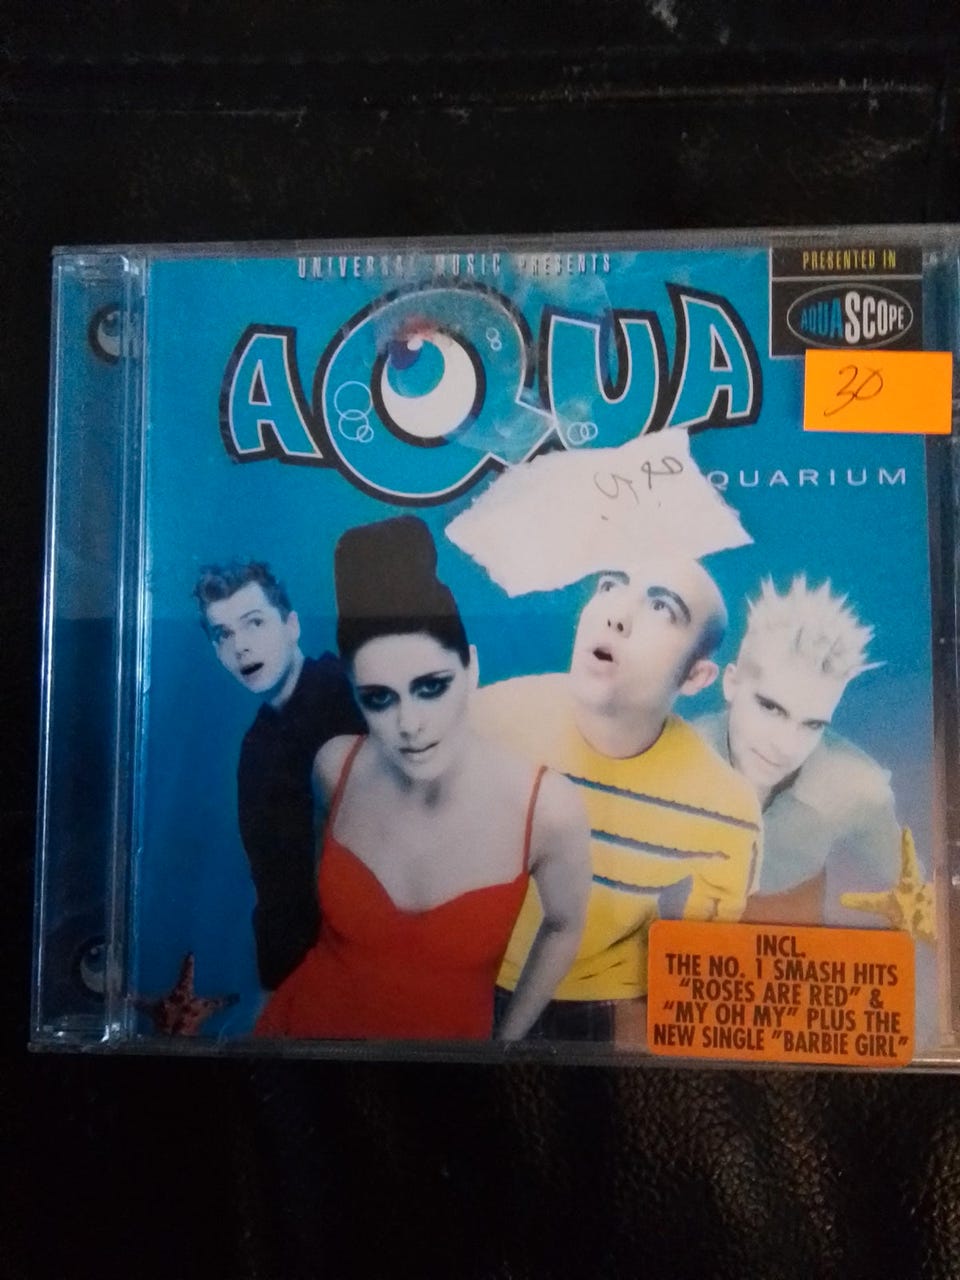 UNIVERSAL MUSIC PRESENTS
PRESENTED IN
AQUASCOPE
AQUA
30
QUARIUM
INCL.
THE NO. 1 SMASH HITS
"ROSES ARE RED" &
"MY OH MY" PLUS THE
NEW SINGLE "BARBIE GIRL"